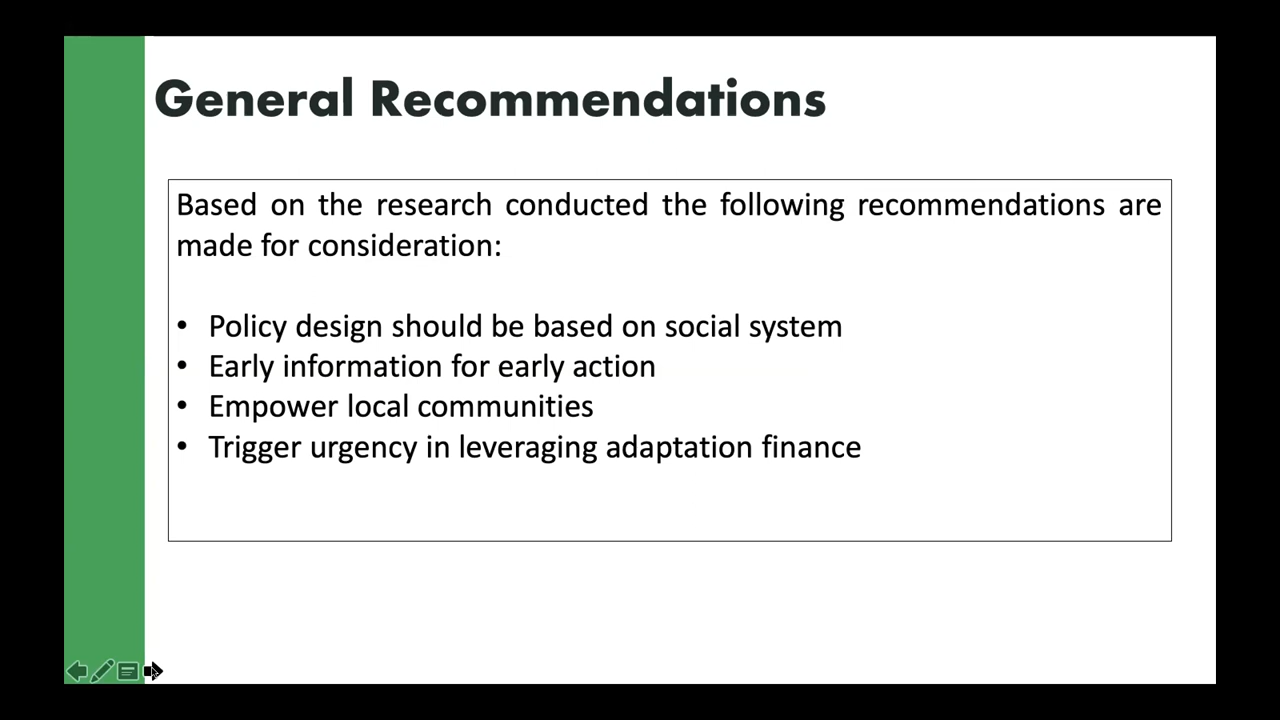 General Recommendations
Based on the research conducted the following recommendations are
made for consideration:
• Policy design should be based on social system
• Early information for early action
• Empower local communities
• Trigger urgency in leveraging adaptation finance